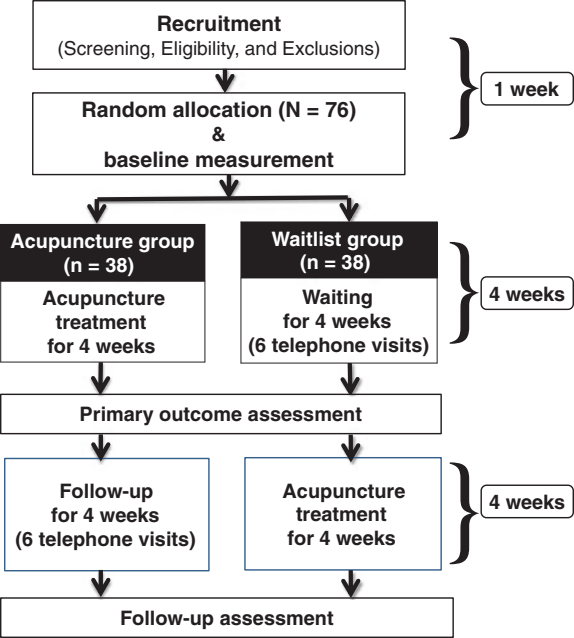 Recruitment
(Screening, Eligibility, and Exclusions)
1 week
Random allocation (N = 76)
&
baseline measurement
Acupuncture group
(n = 38)
Acupuncture
treatment
for 4 weeks
Waitlist group
(n = 38)
Waiting
for 4 weeks
(6 telephone visits)
4 weeks
Primary outcome assessment
Follow-up
for 4 weeks
(6 telephone visits)
Acupuncture
treatment
for 4 weeks
4 weeks
Follow-up assessment